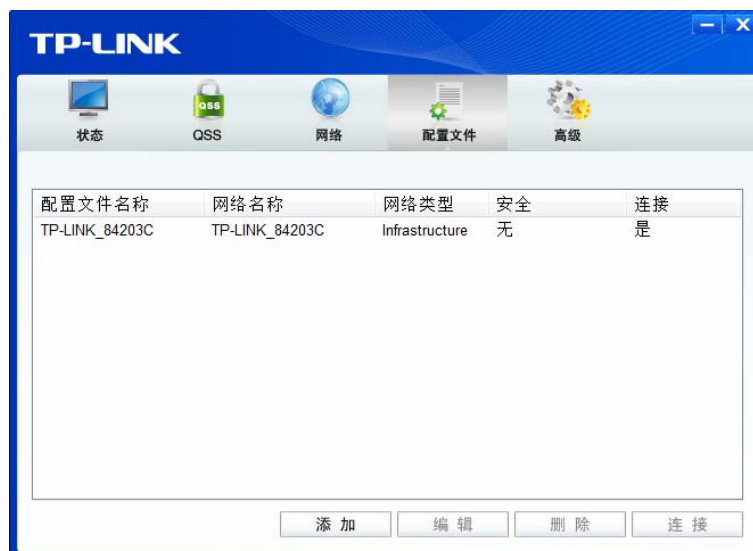 TP-LINK
QSS
状态 QSS 网络 配置文件 高级
配置文件名称 网络名称 网络类型 安全 连接
TP-LINK_84203C TP-LINK_84203C Infrastructure 无 是
添加 编辑 删除 连接